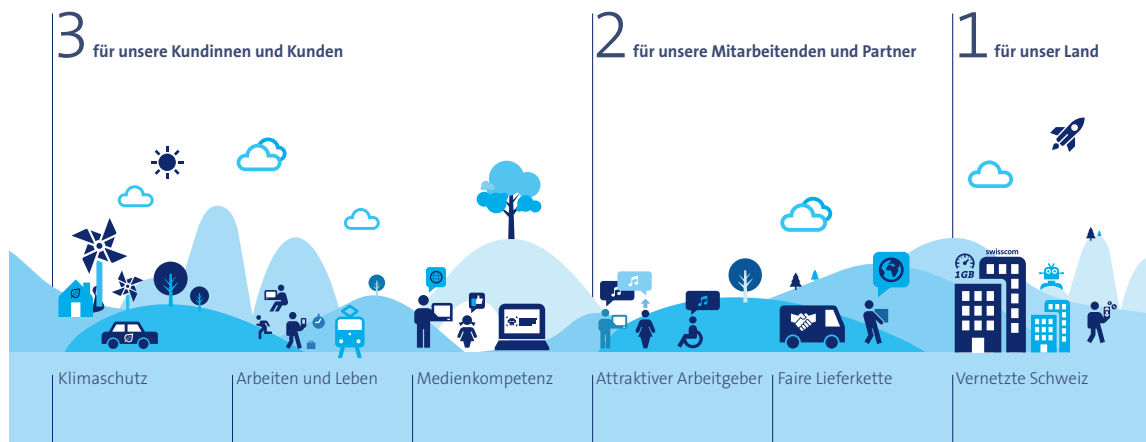 3 für unsere Kundinnen und Kunden
2 für unsere Mitarbeitenden und Partner
1 für unser Land
swisscom
1GB
Klimaschutz
Arbeiten und Leben
Medienkompetenz
Attraktiver Arbeitgeber
Faire Lieferkette
Vernetzte Schweiz